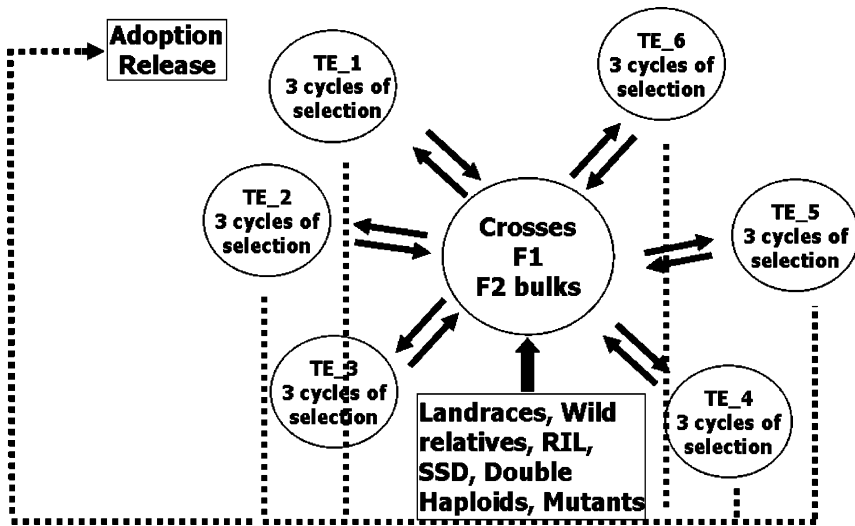 Adoption
Release
TE_1
3 cycles of
selection
TE_6
3 cycles of
selection
TE_2
3 cycles of
selection
Crosses
F1
F2 bulks
TE_5
3 cycles of
selection
TE_3
3 cycles of
selection
Landraces, Wild
relatives, RIL,
SSD, Double
Haploids, Mutants
TE_4
3 cycles of
selection